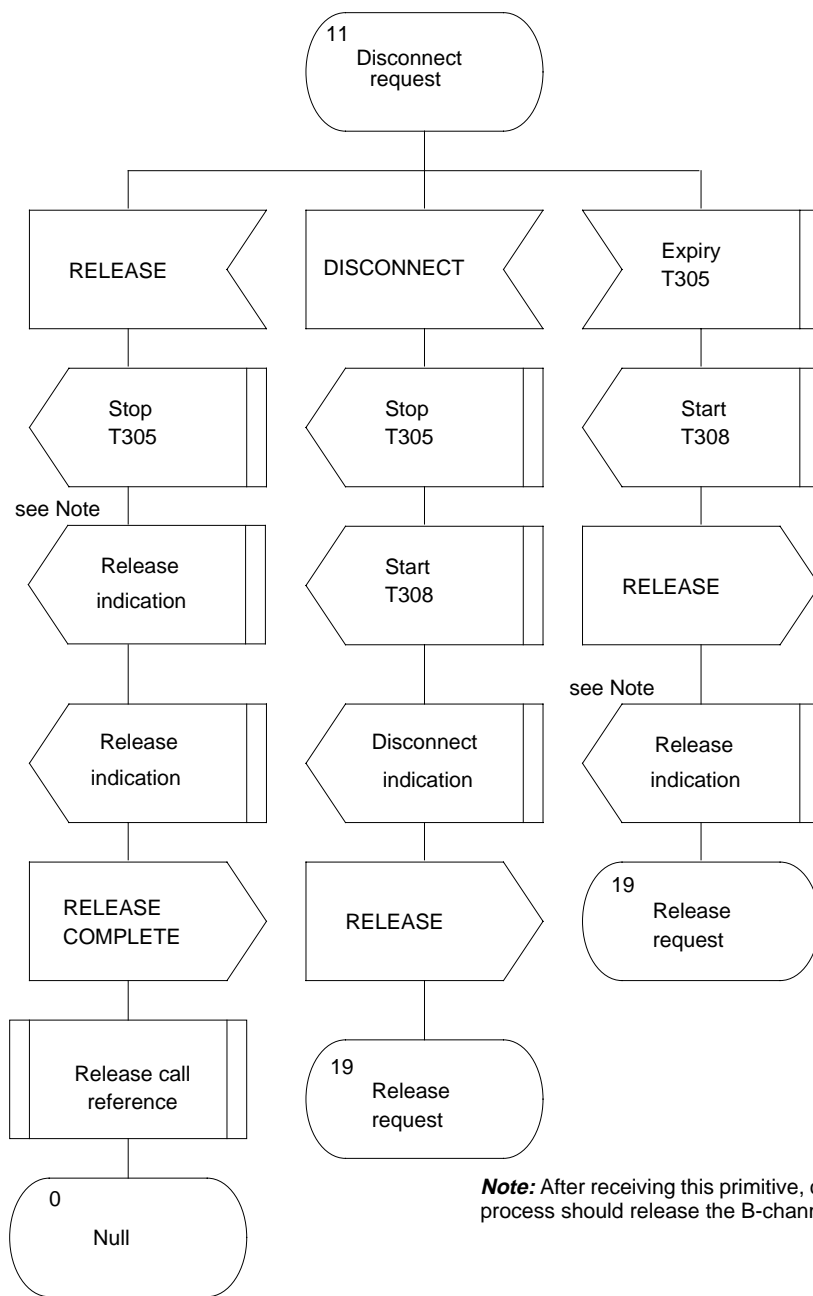 11
Disconnect
request
RELEASE
DISCONNECT
Expiry
T305
Stop
T305
Stop
T305
Start
T308
see Note
Release
indication
Start
T308
RELEASE
see Note
Release
indication
Disconnect
indication
Release
indication
RELEASE
COMPLETE
RELEASE
19
Release
request
Release call
reference
19
Release
request
0
Null
Note: After receiving this primitive,
process should release the